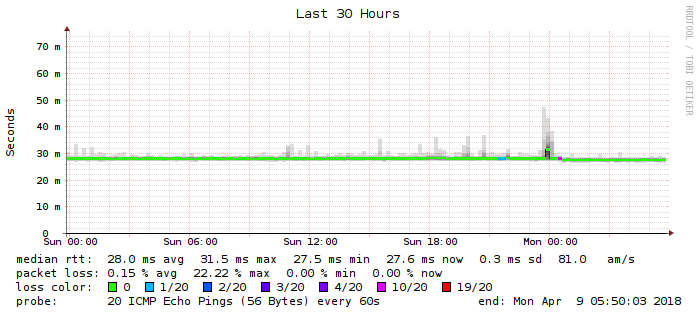 Last 30 Hours
RRDTOOL / TOBI OETIKER
Seconds
70 m
60 m
50 m
40 m
30 m
20 m
10 m
0
Sun 00:00 Sun 06:00 Sun 12:00 Sun 18:00 Mon 00:00
median rtt: 28.0 ms avg 31.5 ms max 27.5 ms min 27.6 ms now 0.3 ms sd 81.0 am/s
packet loss: 0.15 % avg 22.22 % max 0.00 % min 0.00 % now
loss color: 0 1/20 2/20 3/20 4/20 10/20 19/20
probe: 20 ICMP Echo Pings (56 Bytes) every 60s end: Mon Apr 9 05:50:03 2018